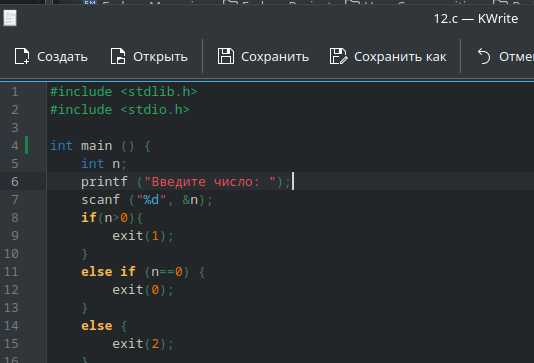 12.c — KWrite
Создать Открыть Сохранить Сохранить как
1 #include <stdlib.h>
2 #include <stdio.h>
3
4 int main () {
5 int n;
6 printf ("Введите число: ");
7 scanf ("%d", &n);
8 if(n>0){
9 exit(1);
10 }
11 else if (n==0) {
12 exit(0);
13 }
14 else {
15 exit(2);
16 }